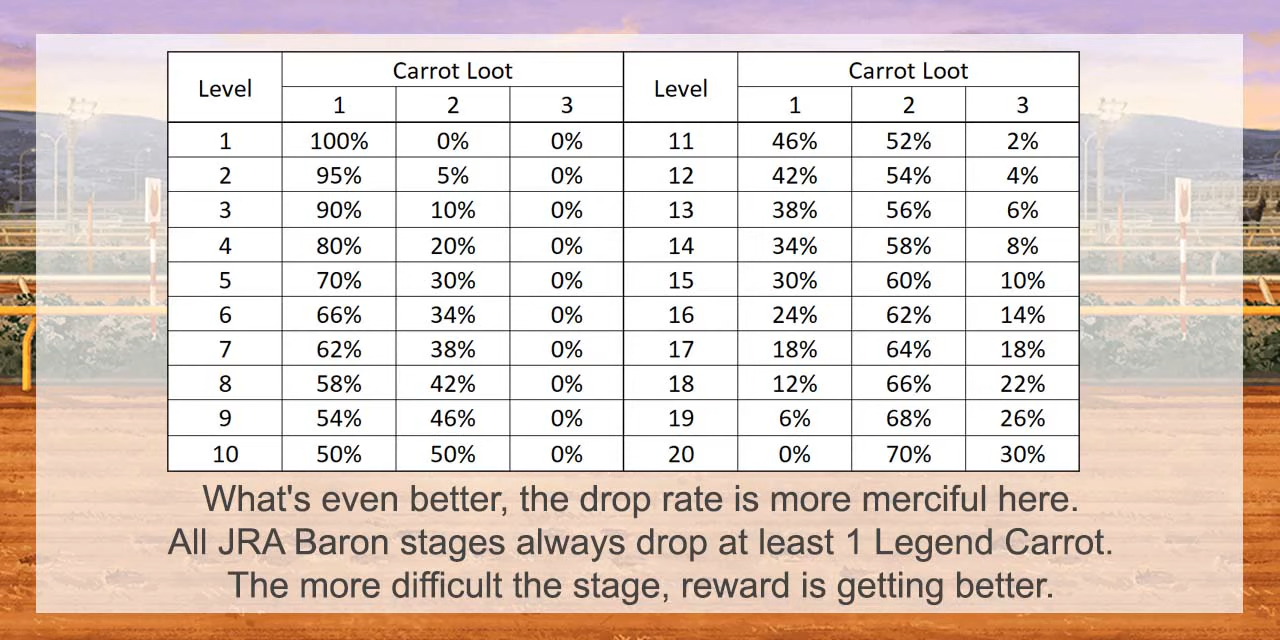 Level Carrot Loot Level Carrot Loot
1 2 3 1 2 3
1 100% 0% 0% 11 46% 52% 2%
2 95% 5% 0% 12 42% 54% 4%
3 90% 10% 0% 13 38% 56% 6%
4 80% 20% 0% 14 34% 58% 8%
5 70% 30% 0% 15 30% 60% 10%
6 66% 34% 0% 16 24% 62% 14%
7 62% 38% 0% 17 18% 64% 18%
8 58% 42% 0% 18 12% 66% 22%
9 54% 46% 0% 19 6% 68% 26%
10 50% 50% 0% 20 0% 70% 30%
What's even better, the drop rate is more merciful here.
All JRA Baron stages always drop at least 1 Legend Carrot.
The more difficult the stage, reward is getting better.